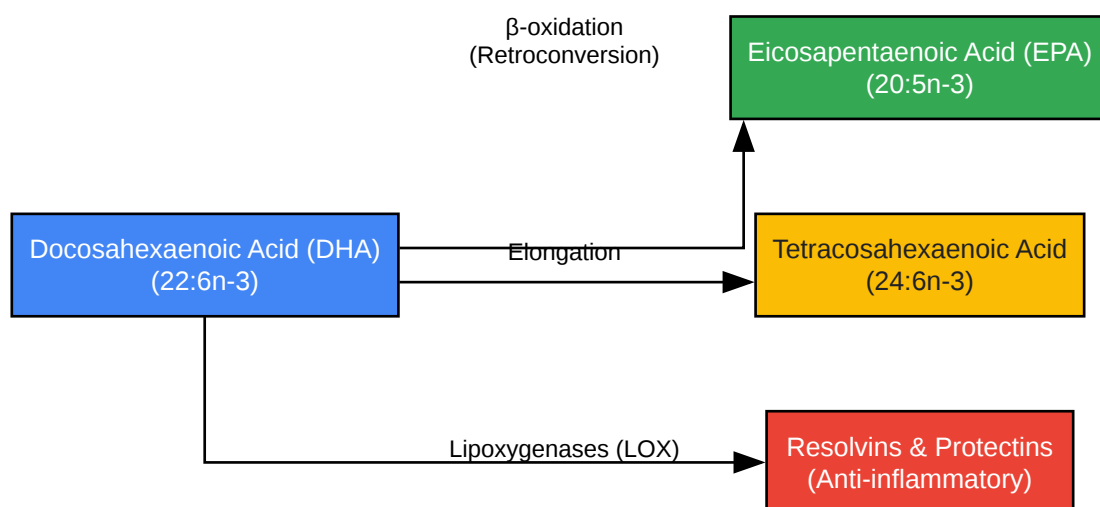 β-oxidation
(Retroconversion)
Eicosapentaenoic Acid (EPA)
(20:5n-3)
Docosahexaenoic Acid (DHA)
(22:6n-3)
Elongation
Tetracosahexaenoic Acid
(24:6n-3)
Lipoxygenases (LOX)
Resolvins & Protectins
(Anti-inflammatory)